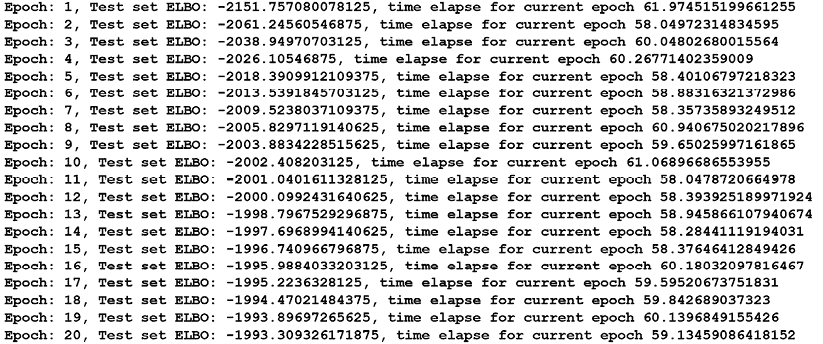 Epoch: 1, Test set ELBO: -2151.757080078125, time elapse for current epoch 61.974515199661255
Epoch: 2, Test set ELBO: -2061.24560546875, time elapse for current epoch 58.04972314834595
Epoch: 3, Test set ELBO: -2038.94970703125, time elapse for current epoch 60.04802680015564
Epoch: 4, Test set ELBO: -2026.10546875, time elapse for current epoch 60.26771402359009
Epoch: 5, Test set ELBO: -2018.3909912109375, time elapse for current epoch 58.40106797218323
Epoch: 6, Test set ELBO: -2013.5391845703125, time elapse for current epoch 58.88316321372986
Epoch: 7, Test set ELBO: -2009.5238037109375, time elapse for current epoch 58.35735893249512
Epoch: 8, Test set ELBO: -2005.8297119140625, time elapse for current epoch 60.940675020217896
Epoch: 9, Test set ELBO: -2003.8834228515625, time elapse for current epoch 59.65025997161865
Epoch: 10, Test set ELBO: -2002.408203125, time elapse for current epoch 61.06896686553955
Epoch: 11, Test set ELBO: -2001.0401611328125, time elapse for current epoch 58.0478720664978
Epoch: 12, Test set ELBO: -2000.0992431640625, time elapse for current epoch 58.393925189971924
Epoch: 13, Test set ELBO: -1998.7967529296875, time elapse for current epoch 58.945866107940674
Epoch: 14, Test set ELBO: -1997.6968994140625, time elapse for current epoch 58.28441119194031
Epoch: 15, Test set ELBO: -1996.740966796875, time elapse for current epoch 58.37646412849426
Epoch: 16, Test set ELBO: -1995.9884033203125, time elapse for current epoch 60.18032097816467
Epoch: 17, Test set ELBO: -1995.2236328125, time elapse for current epoch 59.59520673751831
Epoch: 18, Test set ELBO: -1994.47021484375, time elapse for current epoch 59.842689037323
Epoch: 19, Test set ELBO: -1993.89697265625, time elapse for current epoch 60.1396849155426
Epoch: 20, Test set ELBO: -1993.309326171875, time elapse for current epoch 59.13459086418152